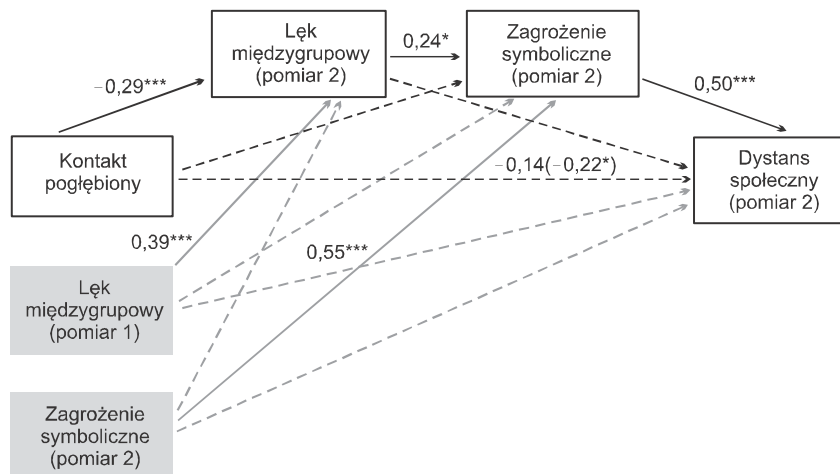 Lęk
międzygrupowy
(pomiar 2)
0,24*
Zagrożenie
symboliczne
(pomiar 2)
−0,29***
0,50***
Kontakt
pogłębiony
−0,14(−0,22*)
Dystans
społeczny
(pomiar 2)
0,39***
0,55***
Lęk
międzygrupowy
(pomiar 1)
Zagrożenie
symboliczne
(pomiar 2)